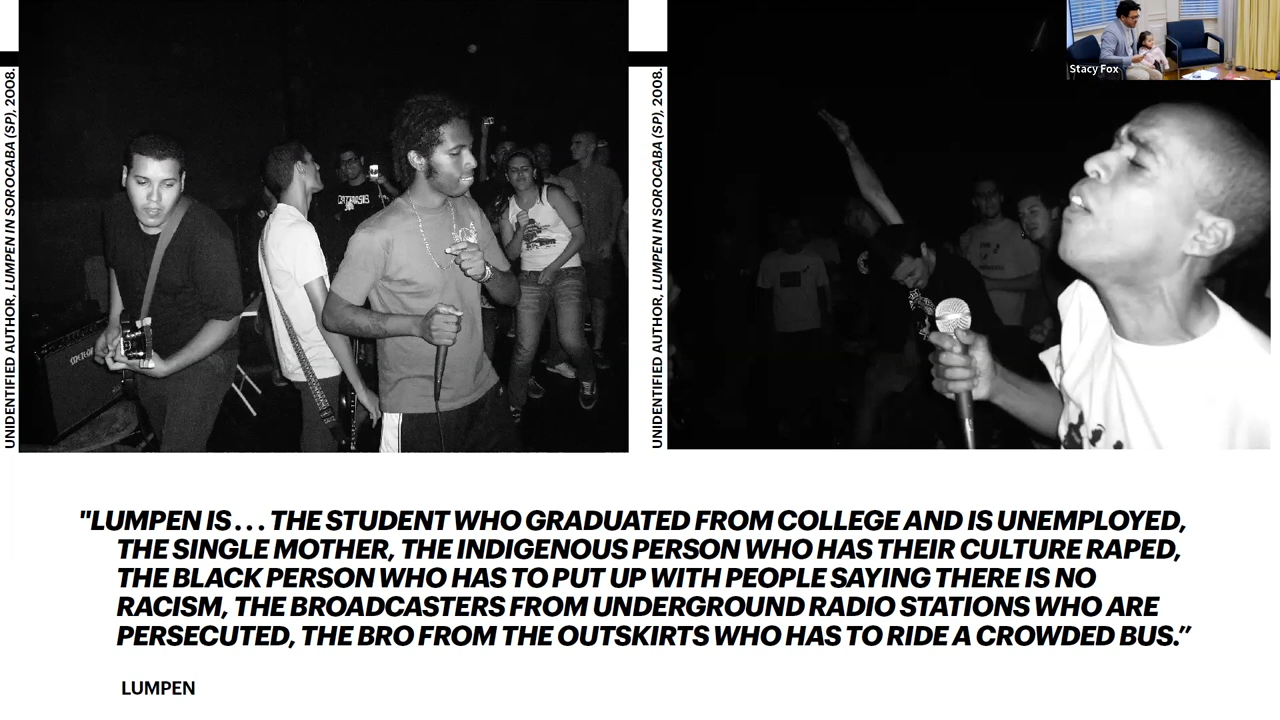 Stacy Fox
UNIDENTIFIED AUTHOR, LUMPEN IN SOROCABA (SP), 2008.
UNIDENTIFIED AUTHOR, LUMPEN IN SOROCABA (SP), 2008.
"LUMPEN IS . . . THE STUDENT WHO GRADUATED FROM COLLEGE AND IS UNEMPLOYED,
THE SINGLE MOTHER, THE INDIGENOUS PERSON WHO HAS THEIR CULTURE RAPED,
THE BLACK PERSON WHO HAS TO PUT UP WITH PEOPLE SAYING THERE IS NO
RACISM, THE BROADCASTERS FROM UNDERGROUND RADIO STATIONS WHO ARE
PERSECUTED, THE BRO FROM THE OUTSKIRTS WHO HAS TO RIDE A CROWDED BUS.”
LUMPEN